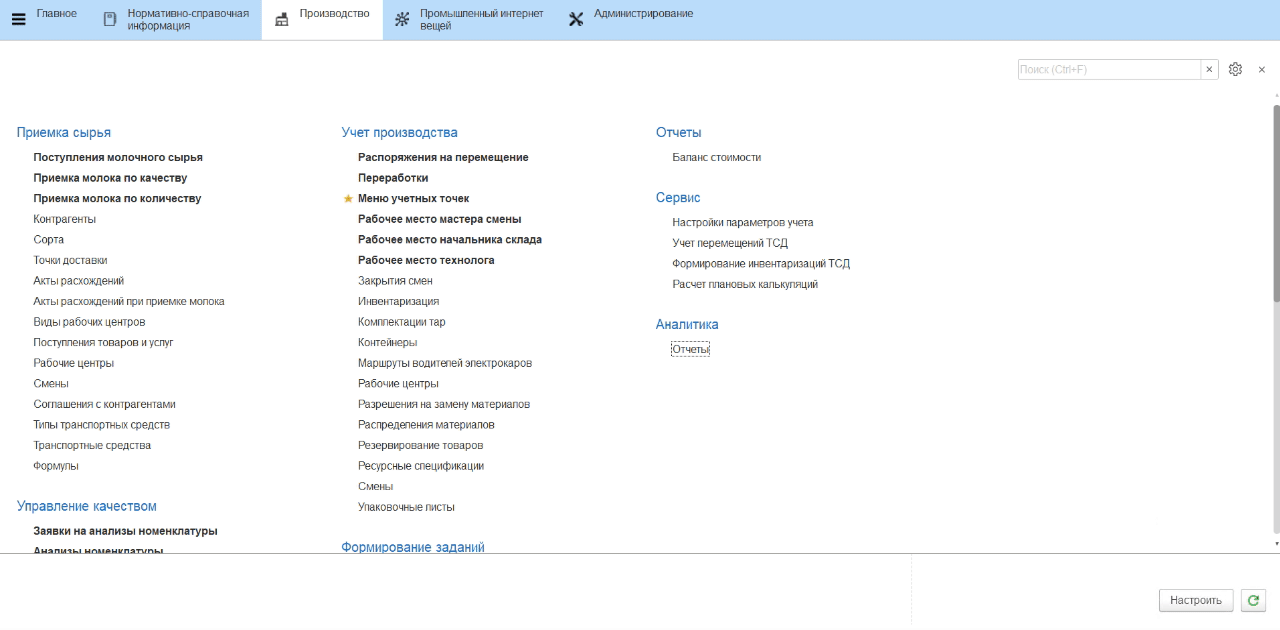 Главное
Нормативно-справочная
информация
Производство
Промышленный интернет
вещей
Администрирование
Поиск (Ctrl+F)
Приемка сырья
Поступления молочного сырья
Приемка молока по качеству
Приемка молока по количеству
Контрагенты
Сорта
Точки доставки
Акты расхождений
Акты расхождений при приемке молока
Виды рабочих центров
Поступления товаров и услуг
Рабочие центры
Смены
Соглашения с контрагентами
Типы транспортных средств
Транспортные средства
Формулы
Управление качеством
Заявки на анализы номенклатуры
Анализы номенклатуры
Учет производства
Распоряжения на перемещение
Переработки
Меню учетных точек
Рабочее место мастера смены
Рабочее место начальника склада
Рабочее место технолога
Закрытия смен
Инвентаризация
Комплектации тар
Контейнеры
Маршруты водителей электрокаров
Рабочие центры
Разрешения на замену материалов
Распределения материалов
Резервирование товаров
Ресурсные спецификации
Смены
Упаковочные листы
Формирование заданий
Отчеты
Баланс стоимости
Сервис
Настройки параметров учета
Учет перемещений ТСД
Формирование инвентаризаций ТСД
Расчет плановых калькуляций
Аналитика
Отчеты
Настроить